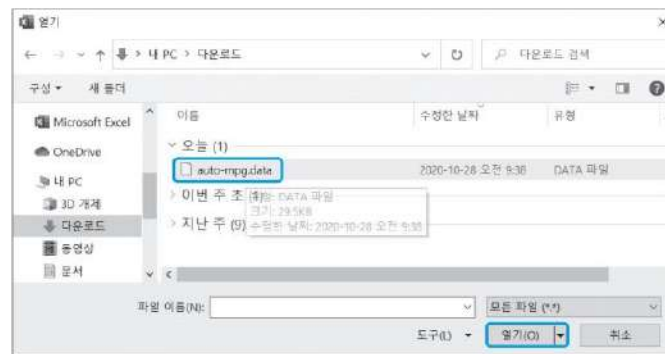 열기
내 PC > 다운로드
다운로드 검색
구성
새 폴더
이름
수정한 날짜
유형
Microsoft Excel
OneDrive
내 PC
3D 개체
다운로드
동영상
문서
오늘 (1)
auto-mpg.data
2020-10-28 오전 9:38
DATA 파일
이번 주 초
유형: DATA 파일
크기: 29.5KB
수정한 날짜: 2020-10-28 오전 9:38
지난 주 (9)
파일 이름(N):
모든 파일 (*.*)
도구(L)
열기(O)
취소